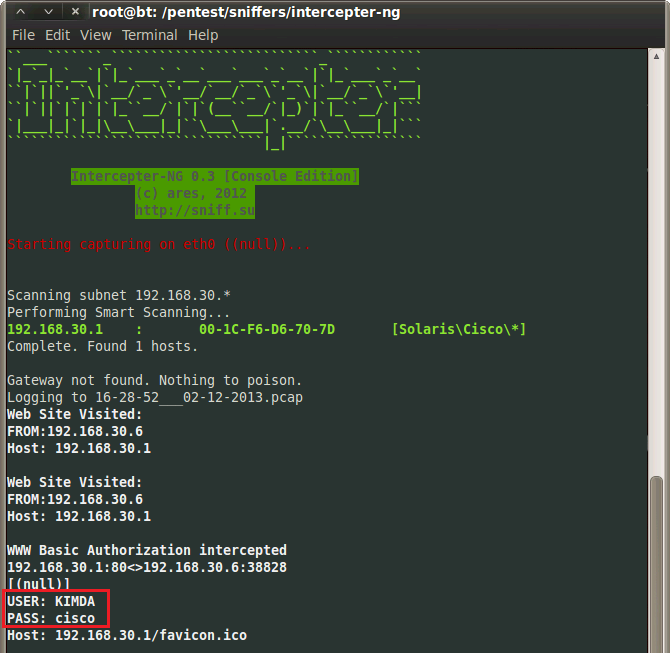 root@bt: /pentest/sniffers/intercepter-ng
File Edit View Terminal Help
Intercepter-NG 0.3 [Console Edition]
(c) ares, 2012
http://sniff.su
Starting capturing on eth0 ((null))...
Scanning subnet 192.168.30.*
Performing Smart Scanning...
192.168.30.1 : 00-1C-F6-D6-70-7D [Solaris\Cisco\*]
Complete. Found 1 hosts.
Gateway not found. Nothing to poison.
Logging to 16-28-52___02-12-2013.pcap
Web Site Visited:
FROM:192.168.30.6
Host: 192.168.30.1
Web Site Visited:
FROM:192.168.30.6
Host: 192.168.30.1
WWW Basic Authorization intercepted
192.168.30.1:80<>192.168.30.6:38828
[(null)]
USER: KIMDA
PASS: cisco
Host: 192.168.30.1/favicon.ico